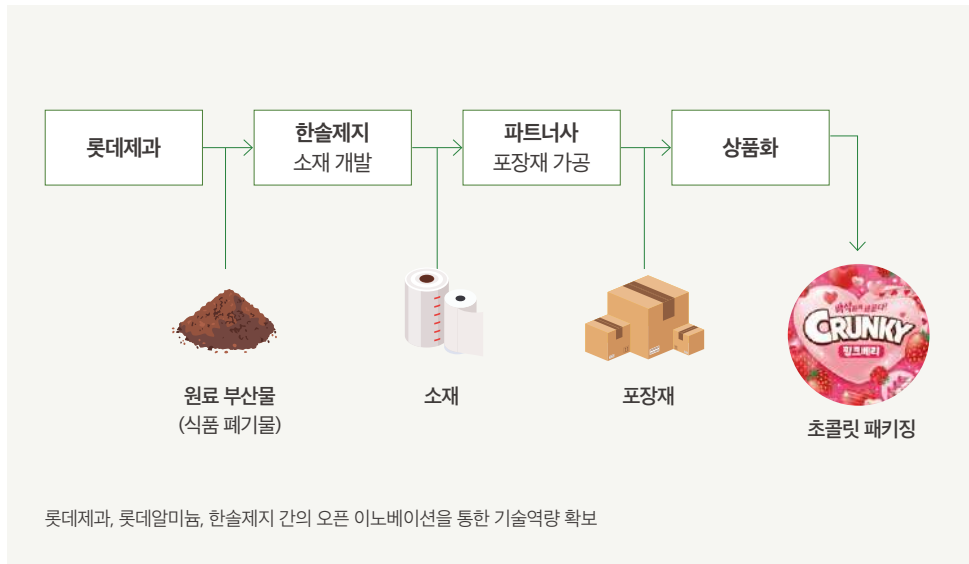 롯데제과
한솔제지
소재 개발
파트너사
포장재 가공
상품화
원료 부산물
(식품 폐기물)
소재
포장재
CRUNKY
핑크베리
초콜릿 패키징
롯데제과, 롯데알미늄, 한솔제지 간의 오픈 이노베이션을 통한 기술역량 확보